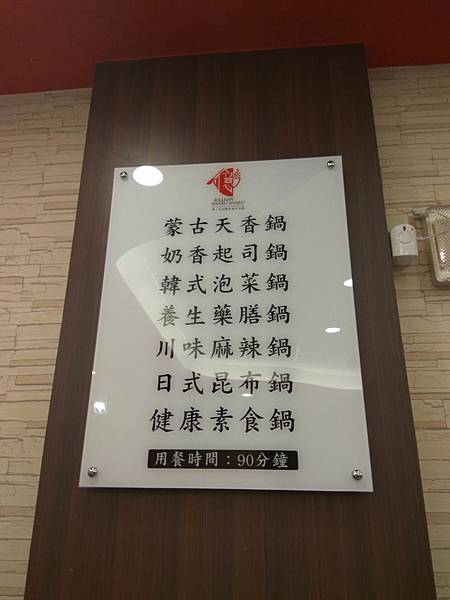 蒙古天香鍋
奶香起司鍋
韓式泡菜鍋
養生藥膳鍋
川味麻辣鍋
日式昆布鍋
健康素食鍋
用餐時間：90分鐘